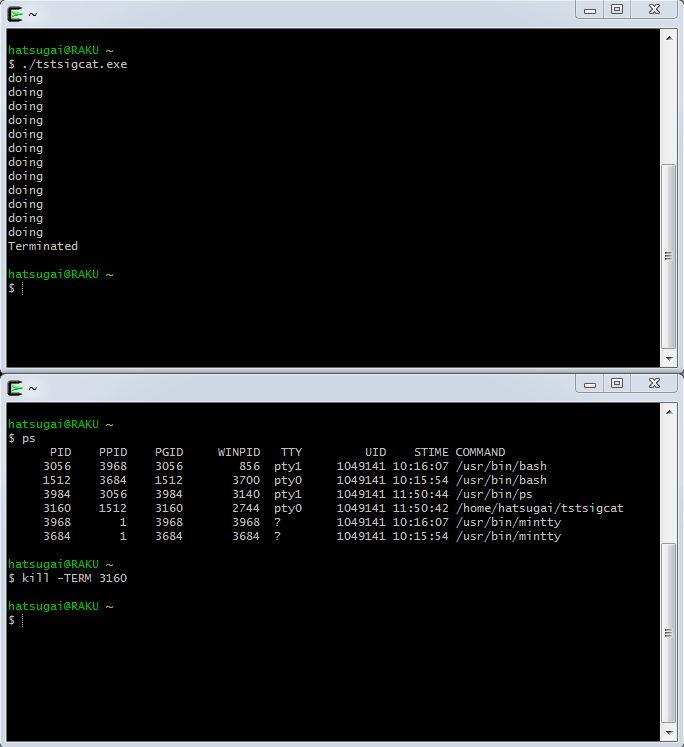 ~
hatsugai@RAKU ~
$ ./tstsigcat.exe
doing
doing
doing
doing
doing
doing
doing
doing
doing
doing
doing
doing
Terminated
hatsugai@RAKU ~
$
~
hatsugai@RAKU ~
$ ps
PID PPID PGID WINPID TTY UID STIME COMMAND
3056 3968 3056 856 pty1 1049141 10:16:07 /usr/bin/bash
1512 3684 1512 3700 pty0 1049141 10:15:54 /usr/bin/bash
3984 3056 3984 3140 pty1 1049141 11:50:44 /usr/bin/ps
3160 1512 3160 2744 pty0 1049141 11:50:42 /home/hatsugai/tstsigcat
3968 1 3968 3968 ? 1049141 10:16:07 /usr/bin/mintty
3684 1 3684 3684 ? 1049141 10:15:54 /usr/bin/mintty
hatsugai@RAKU ~
$ kill -TERM 3160
hatsugai@RAKU ~
$